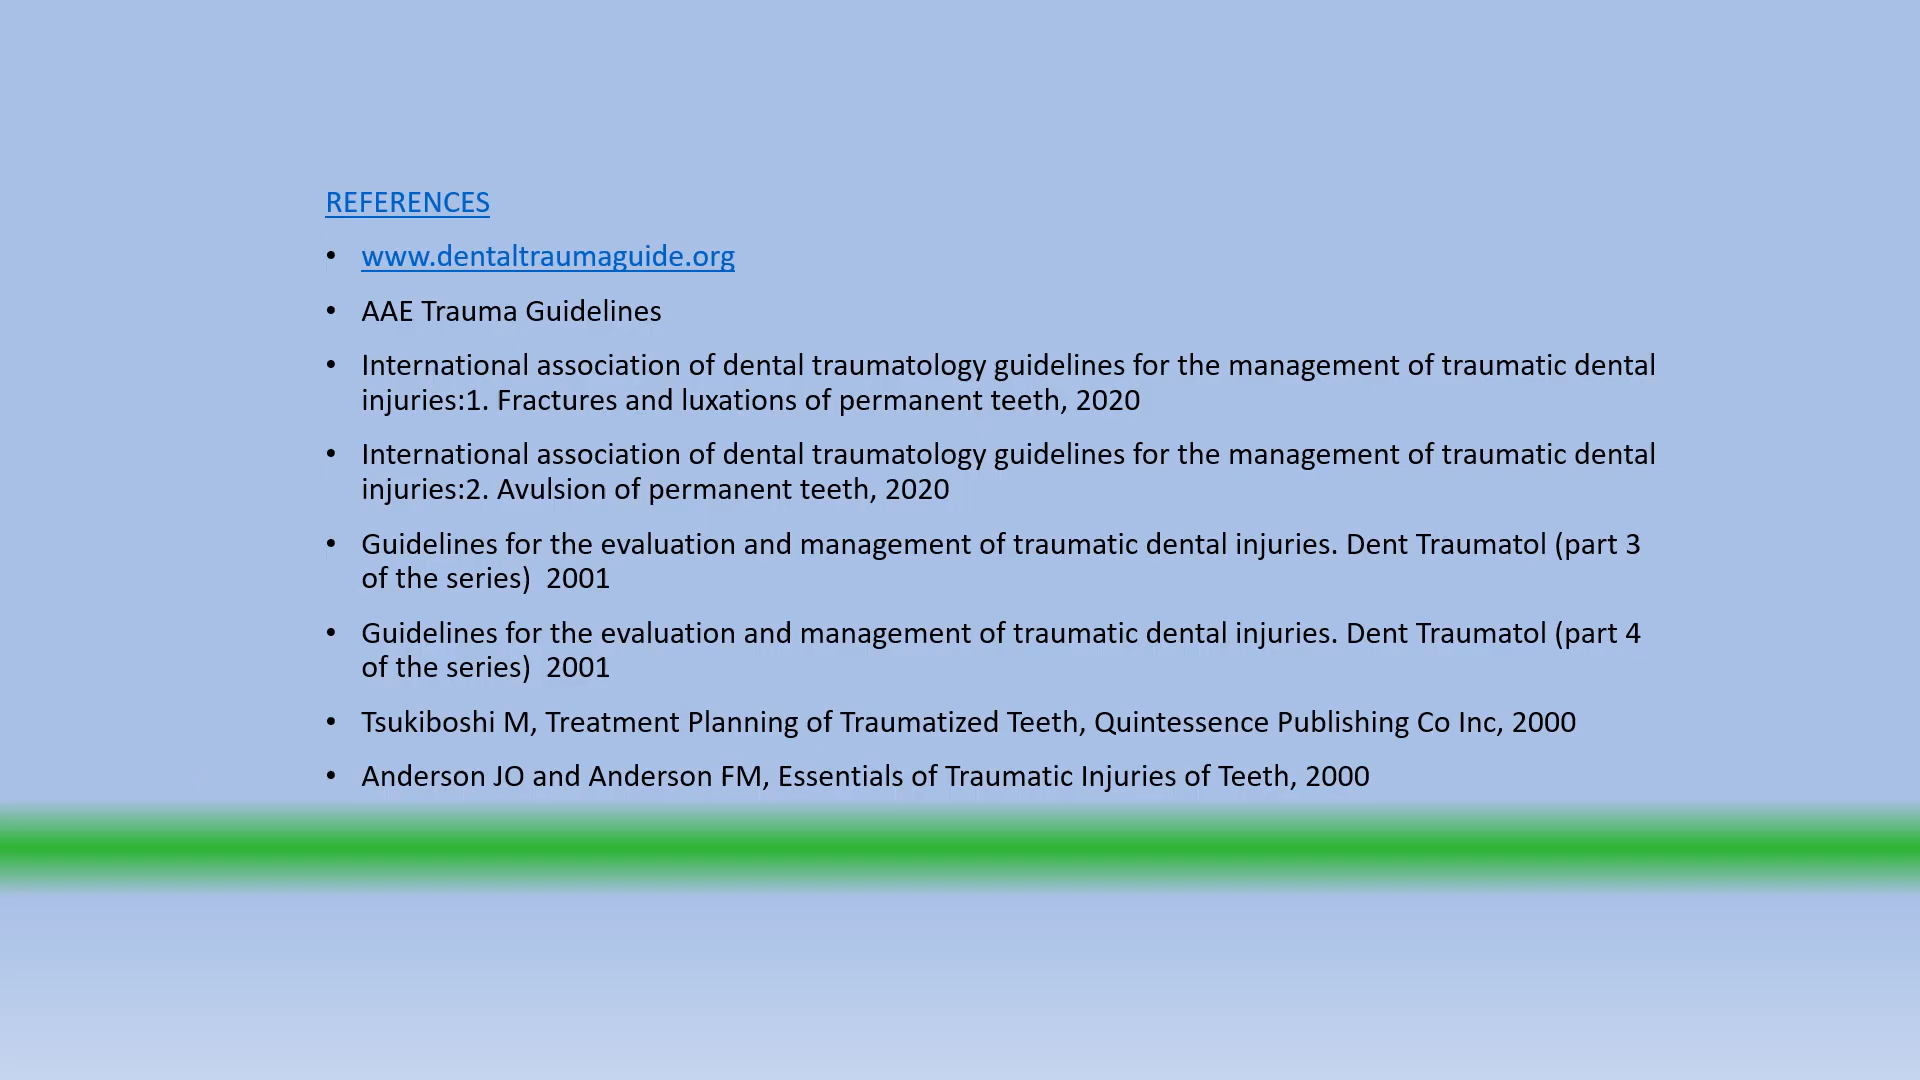 REFERENCES
• www.dentaltraumaguide.org
• AAE Trauma Guidelines
• International association of dental traumatology guidelines for the management of traumatic dental
injuries:1. Fractures and luxations of permanent teeth, 2020
• International association of dental traumatology guidelines for the management of traumatic dental
injuries:2. Avulsion of permanent teeth, 2020
• Guidelines for the evaluation and management of traumatic dental injuries. Dent Traumatol (part 3
of the series)  2001
• Guidelines for the evaluation and management of traumatic dental injuries. Dent Traumatol (part 4
of the series)  2001
• Tsukiboshi M, Treatment Planning of Traumatized Teeth, Quintessence Publishing Co Inc, 2000
• Anderson JO and Anderson FM, Essentials of Traumatic Injuries of Teeth, 2000